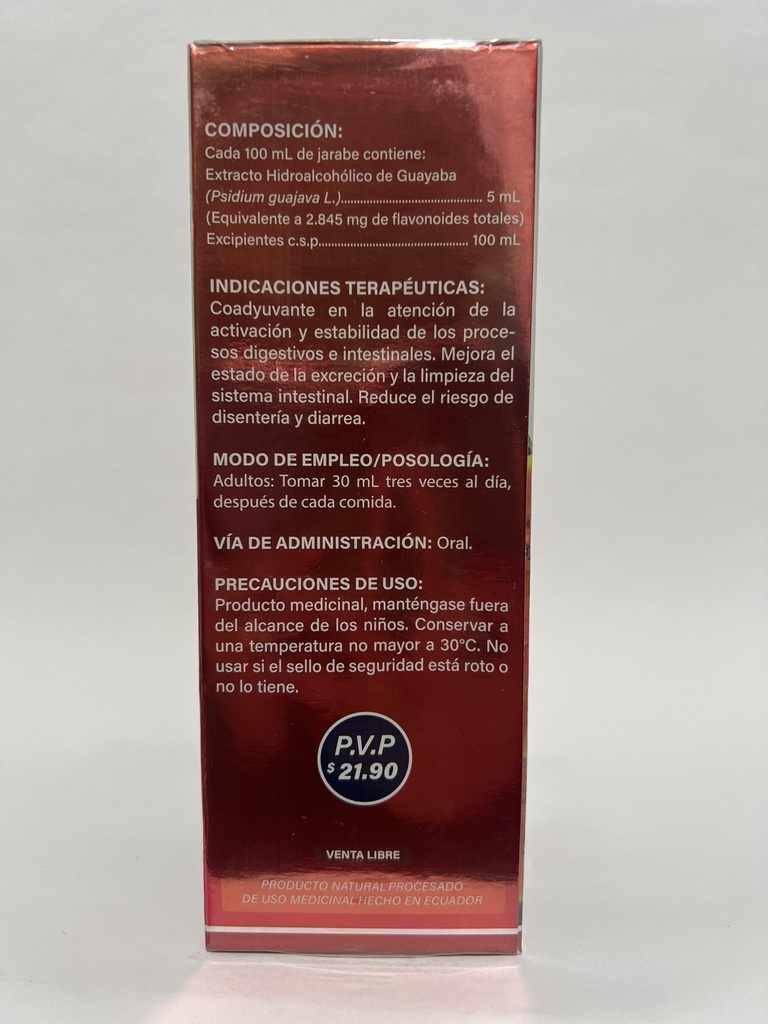 COMPOSICIÓN:
Cada 100 mL de jarabe contiene:
Extracto Hidroalcohólico de Guayaba
(Psidium guajava L.)................................................ 5 mL
(Equivalente a 2.845 mg de flavonoides totales)
Excipientes c.s.p................................................ 100 mL
INDICACIONES TERAPÉUTICAS:
Coadyuvante en la atención de la
activación y estabilidad de los proce-
sos digestivos e intestinales. Mejora el
estado de la excreción y la limpieza del
sistema intestinal. Reduce el riesgo de
disentería y diarrea.
MODO DE EMPLEO/POSOLOGÍA:
Adultos: Tomar 30 mL tres veces al día,
después de cada comida.
VÍA DE ADMINISTRACIÓN: Oral.
PRECAUCIONES DE USO:
Producto medicinal, manténgase fuera
del alcance de los niños. Conservar a
una temperatura no mayor a 30°C. No
usar si el sello de seguridad está roto o
no lo tiene.
P.V.P
$ 21.90
VENTA LIBRE
PRODUCTO NATURAL PROCESADO
DE USO MEDICINAL HECHO EN ECUADOR